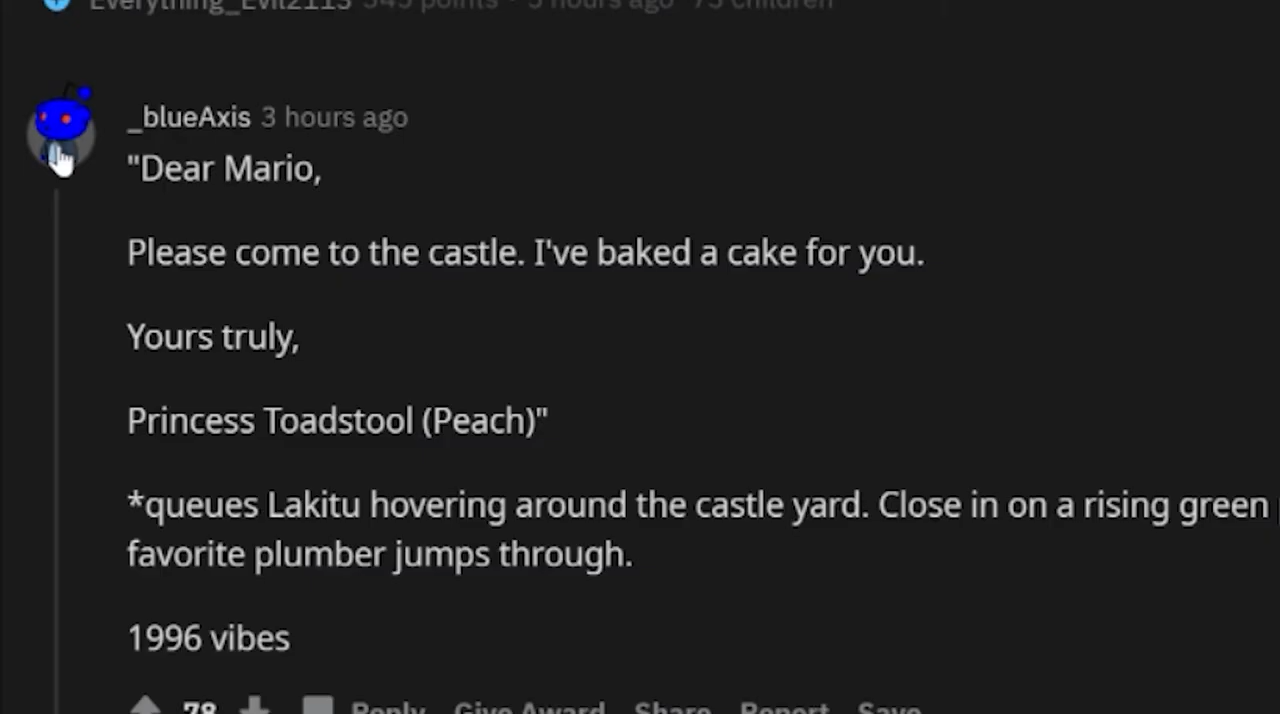 Everything_Evil2113 545 points · 5 hours ago 75 children
_blueAxis 3 hours ago
"Dear Mario,
Please come to the castle. I've baked a cake for you.
Yours truly,
Princess Toadstool (Peach)"
*queues Lakitu hovering around the castle yard. Close in on a rising green
favorite plumber jumps through.
1996 vibes
78 Reply Give Award Share Report Save